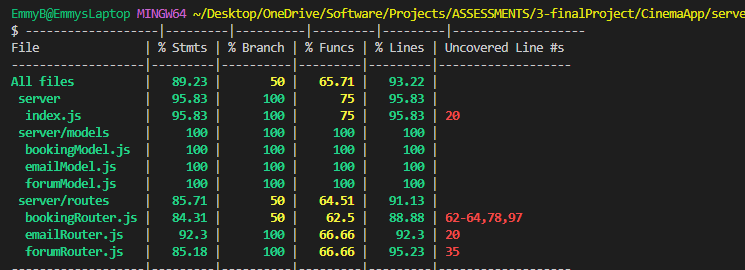 EmmyB@EmmysLaptop MINGW64 ~/Desktop/OneDrive/Software/Projects/ASSESSMENTS/3-finalProject/CinemaApp/serve
$ -------------------|---------|----------|---------|---------|-------------------
File               | % Stmts | % Branch | % Funcs | % Lines | Uncovered Line #s
-------------------|---------|----------|---------|---------|-------------------
All files          |   89.23 |       50 |   65.71 |   93.22 |
 server            |   95.83 |      100 |      75 |   95.83 |
  index.js         |   95.83 |      100 |      75 |   95.83 | 20
 server/models     |     100 |      100 |     100 |     100 |
  bookingModel.js  |     100 |      100 |     100 |     100 |
  emailModel.js    |     100 |      100 |     100 |     100 |
  forumModel.js    |     100 |      100 |     100 |     100 |
 server/routes     |   85.71 |       50 |   64.51 |   91.13 |
  bookingRouter.js |   84.31 |       50 |    62.5 |   88.88 | 62-64,78,97
  emailRouter.js   |    92.3 |      100 |   66.66 |    92.3 | 20
  forumRouter.js   |   85.18 |      100 |   66.66 |   95.23 | 35
-------------------|---------|----------|---------|---------|-------------------